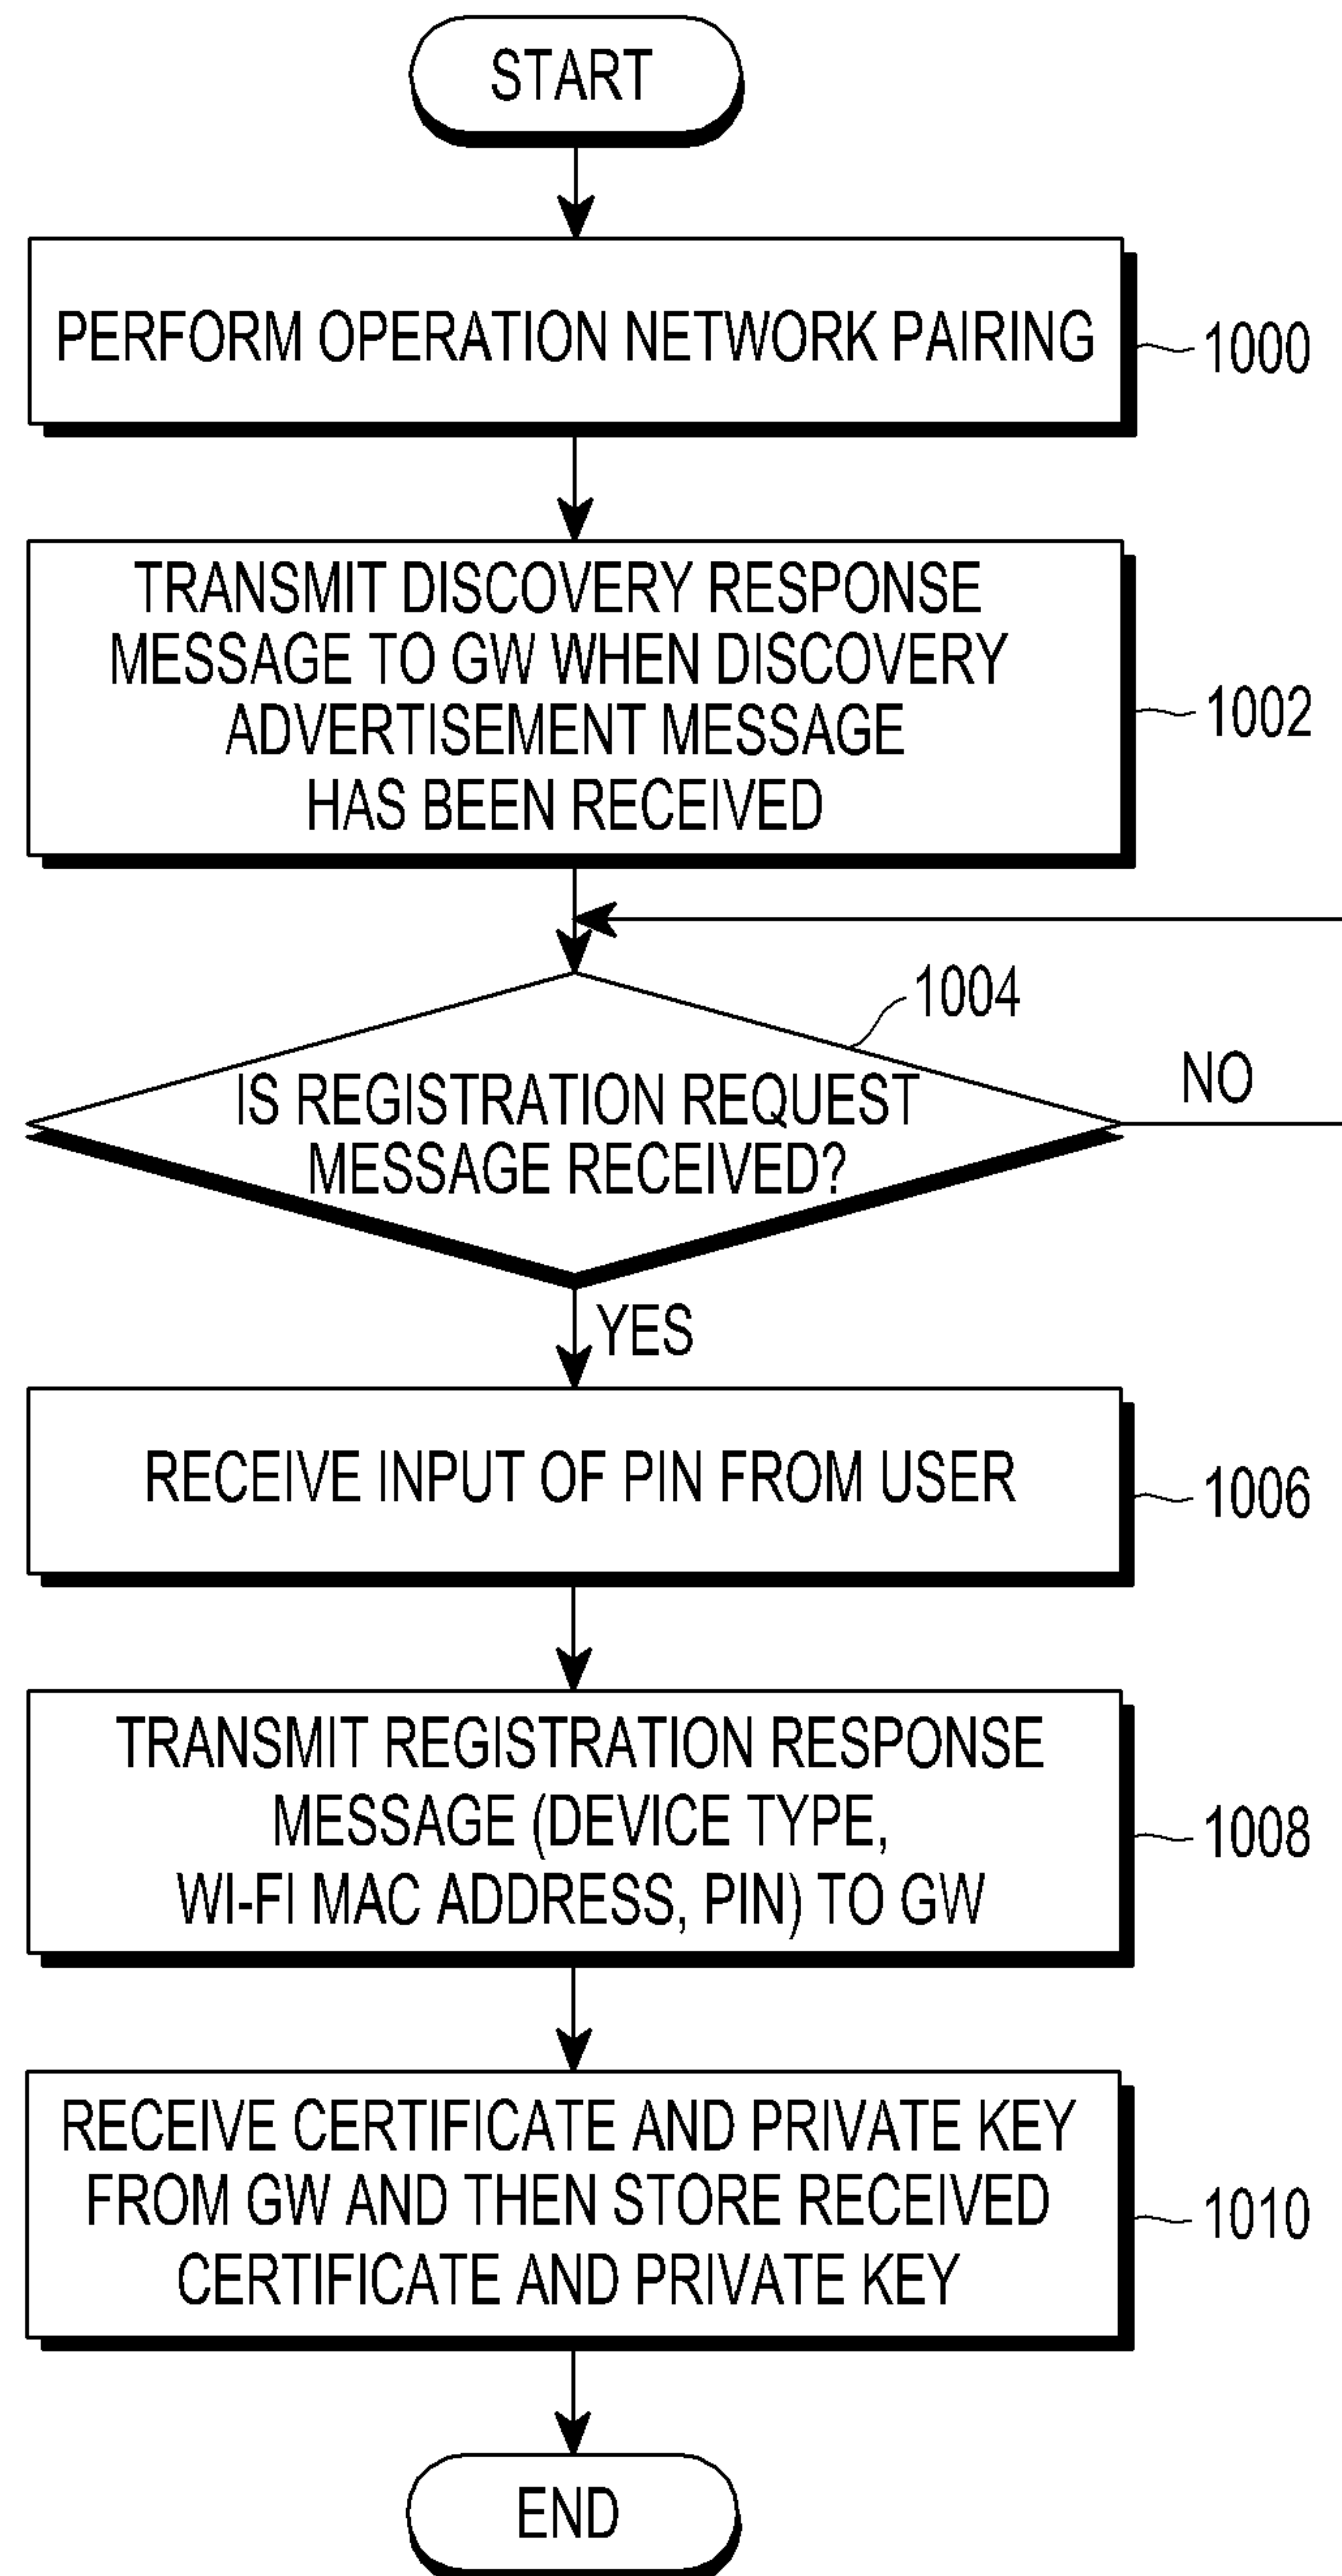 START
PERFORM OPERATION NETWORK PAIRING
1000
TRANSMIT DISCOVERY RESPONSE
MESSAGE TO GW WHEN DISCOVERY
ADVERTISEMENT MESSAGE
HAS BEEN RECEIVED
1002
1004
IS REGISTRATION REQUEST
MESSAGE RECEIVED?
NO
YES
RECEIVE INPUT OF PIN FROM USER
1006
TRANSMIT REGISTRATION RESPONSE
MESSAGE (DEVICE TYPE,
WI-FI MAC ADDRESS, PIN) TO GW
1008
RECEIVE CERTIFICATE AND PRIVATE KEY
FROM GW AND THEN STORE RECEIVED
CERTIFICATE AND PRIVATE KEY
1010
END